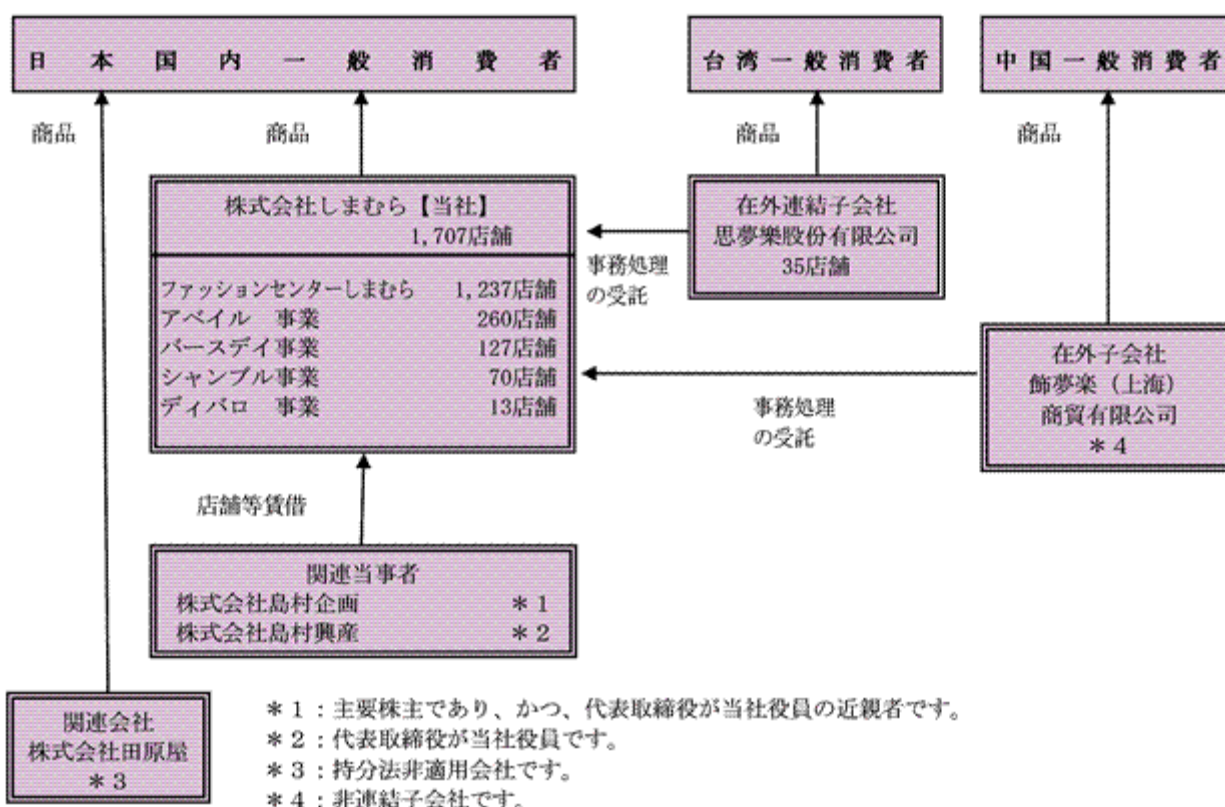 日本国内一般消費者
台湾一般消費者
中国一般消費者
商品
商品
商品
商品
株式会社しまむら【当社】
1,707店舗
ファッションセンターしまむら 1,237店舗
アベイル 事業 260店舗
バースデイ事業 127店舗
シャンブル事業 70店舗
ディバロ 事業 13店舗
在外連結子会社
思夢樂股份有限公司
35店舗
事務処理
の受託
在外子会社
飾夢楽（上海）
商貿有限公司
＊4
事務処理
の受託
店舗等賃借
関連当事者
株式会社島村企画 ＊1
株式会社島村興産 ＊2
関連会社
株式会社田原屋
＊3
＊1：主要株主であり、かつ、代表取締役が当社役員の近親者です。
＊2：代表取締役が当社役員です。
＊3：持分法非適用会社です。
＊4：非連結子会社です。